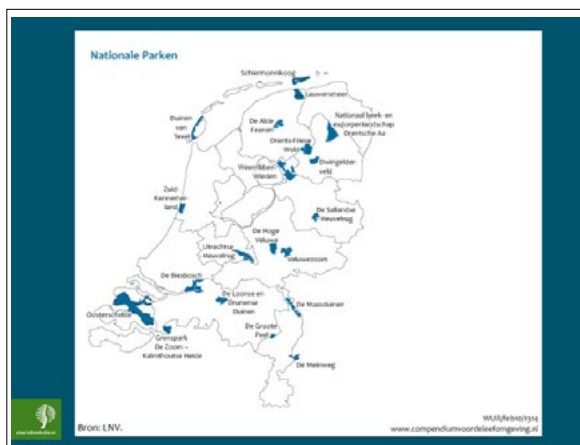 Nationale Parken
Schiermonnikoog
Lauwersmeer
Duinen
van
Texel
De Alde
Feanen
Nationaal beek- en
esdorpenlandschap
Drentsche Aa
Drents-Friese
Wold
Dwingelder-
veld
Weerribben-
Wieden
Zuid-
Kennemer-
land
De Sallandse
Heuvelrug
De Hoge
Veluwe
Utrechtse
Heuvelrug
Veluwezoom
De Biesbosch
De Loonse en
Drunense
Duinen
De Maasduinen
Oosterschelde
De Groote
Peel
Grenspark
De Zoom –
Kalmthoutse Heide
De Meinweg
Bron: LNV.
www.compendiumvoordeleefomgeving.nl